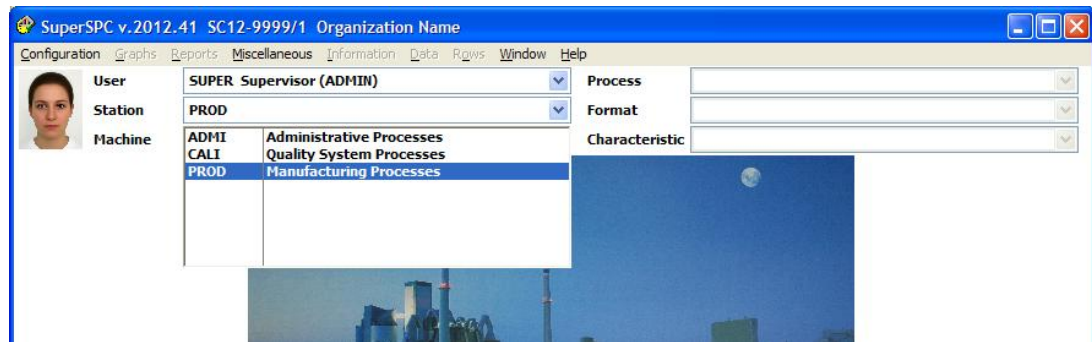 SuperSPC v.2012.41 SC12-9999/1 Organization Name
Configuration Graphs Reports Miscellaneous Information Data Rows Window Help
User SUPER Supervisor (ADMIN) Process
Station PROD Format
Machine Characteristic
ADMI Administrative Processes
CALI Quality System Processes
PROD Manufacturing Processes